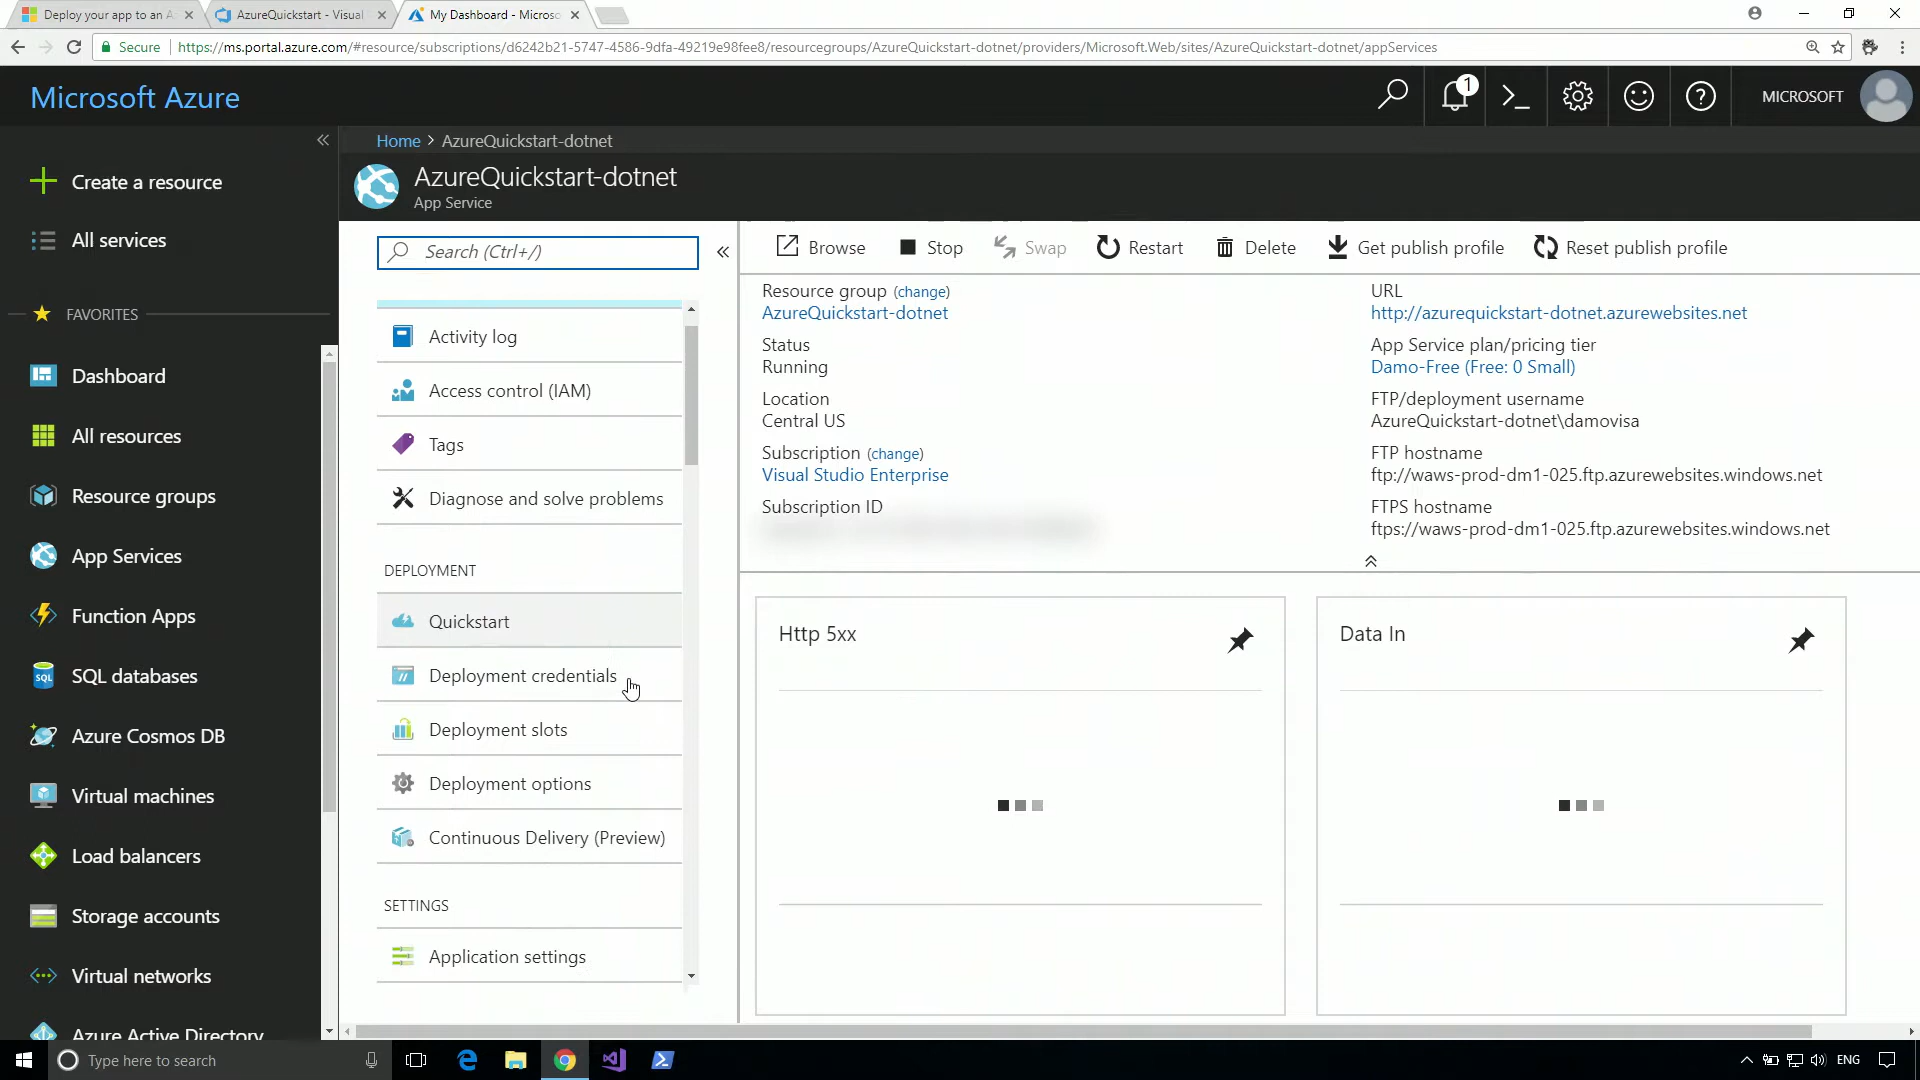 Deploy your app to an A
AzureQuickstart - Visual
My Dashboard - Microso
Secure
https://ms.portal.azure.com/#resource/subscriptions/d6242b21-5747-4586-9dfa-49219e98fee8/resourcegroups/AzureQuickstart-dotnet/providers/Microsoft.Web/sites/AzureQuickstart-dotnet/appServices
Microsoft Azure
1
MICROSOFT
Create a resource
All services
FAVORITES
Dashboard
All resources
Resource groups
App Services
Function Apps
SQL
SQL databases
Azure Cosmos DB
Virtual machines
Load balancers
Storage accounts
Virtual networks
Azure Active Directory
Home > AzureQuickstart-dotnet
AzureQuickstart-dotnet
App Service
Search (Ctrl+/)
Activity log
Access control (IAM)
Tags
Diagnose and solve problems
DEPLOYMENT
Quickstart
Deployment credentials
Deployment slots
Deployment options
Continuous Delivery (Preview)
SETTINGS
Application settings
Browse
Stop
Swap
Restart
Delete
Get publish profile
Reset publish profile
Resource group (change)
AzureQuickstart-dotnet
Status
Running
Location
Central US
Subscription (change)
Visual Studio Enterprise
Subscription ID
URL
http://azurequickstart-dotnet.azurewebsites.net
App Service plan/pricing tier
Damo-Free (Free: 0 Small)
FTP/deployment username
AzureQuickstart-dotnet\damovisa
FTP hostname
ftp://waws-prod-dm1-025.ftp.azurewebsites.windows.net
FTPS hostname
ftps://waws-prod-dm1-025.ftp.azurewebsites.windows.net
Http 5xx
Data In
Type here to search
ENG